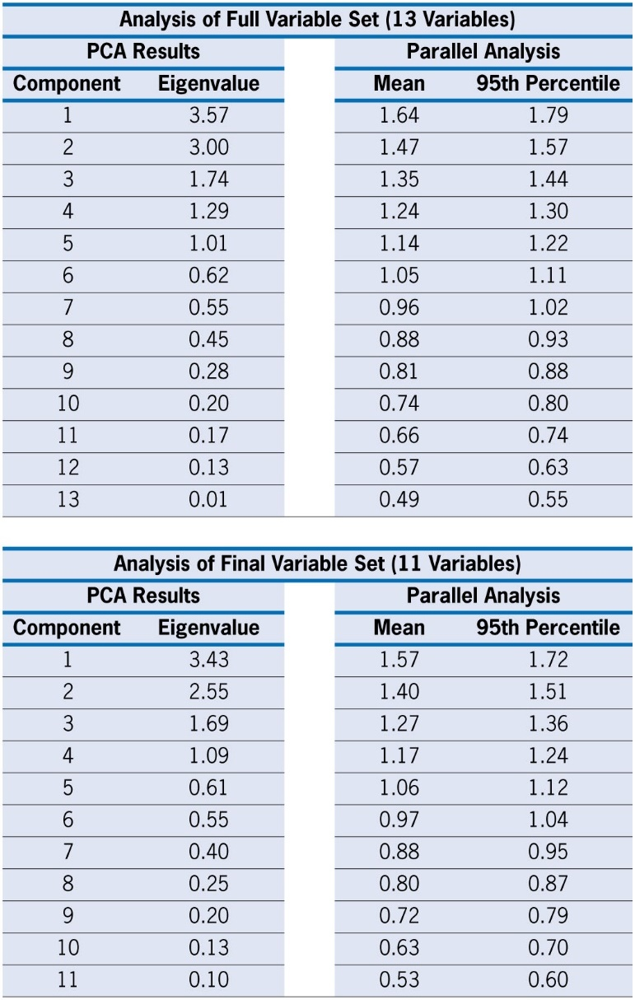 Analysis of Full Variable Set (13 Variables)
PCA Results Parallel Analysis
Component Eigenvalue Mean 95th Percentile
1 3.57 1.64 1.79
2 3.00 1.47 1.57
3 1.74 1.35 1.44
4 1.29 1.24 1.30
5 1.01 1.14 1.22
6 0.62 1.05 1.11
7 0.55 0.96 1.02
8 0.45 0.88 0.93
9 0.28 0.81 0.88
10 0.20 0.74 0.80
11 0.17 0.66 0.74
12 0.13 0.57 0.63
13 0.01 0.49 0.55
Analysis of Final Variable Set (11 Variables)
PCA Results Parallel Analysis
Component Eigenvalue Mean 95th Percentile
1 3.43 1.57 1.72
2 2.55 1.40 1.51
3 1.69 1.27 1.36
4 1.09 1.17 1.24
5 0.61 1.06 1.12
6 0.55 0.97 1.04
7 0.40 0.88 0.95
8 0.25 0.80 0.87
9 0.20 0.72 0.79
10 0.13 0.63 0.70
11 0.10 0.53 0.60